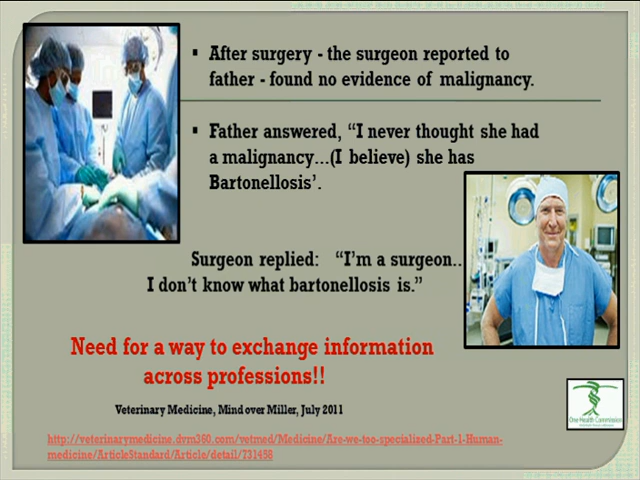 ▪ After surgery - the surgeon reported to
father - found no evidence of malignancy.
▪ Father answered, “I never thought she had
a malignancy...(I believe) she has
Bartonellosis’.
Surgeon replied: “I’m a surgeon..
I don’t know what bartonellosis is.”
Need for a way to exchange information
across professions!!
Veterinary Medicine, Mind over Miller, July 2011
One Health Commission
http://veterinarymedicine.dvm360.com/vetmed/Medicine/Are-we-too-specialized-Part-1-Human-
medicine/ArticleStandard/Article/detail/731458